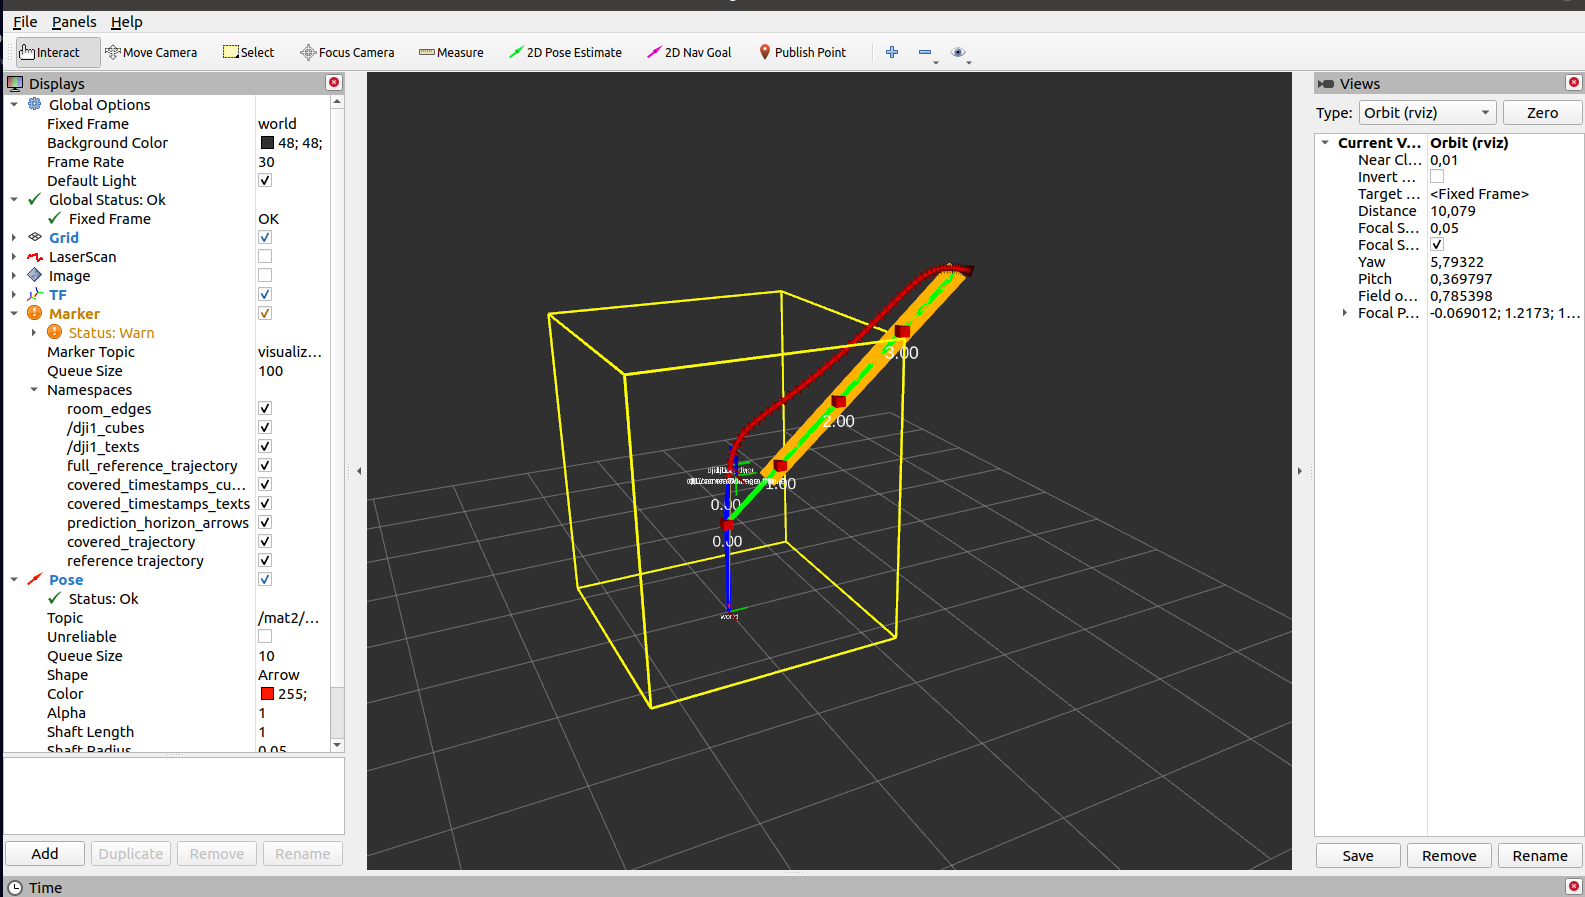 File Panels Help
Interact Move Camera Select Focus Camera Measure 2D Pose Estimate 2D Nav Goal Publish Point
Displays
Global Options
Fixed Frame world
Background Color 48; 48;
Frame Rate 30
Default Light
Global Status: Ok
Fixed Frame OK
Grid
LaserScan
Image
TF
Marker
Status: Warn
Marker Topic visualiz...
Queue Size 100
Namespaces
room_edges
/dji1_cubes
/dji1_texts
full_reference_trajectory
covered_timestamps_cu...
covered_timestamps_texts
prediction_horizon_arrows
covered_trajectory
reference trajectory
Pose
Status: Ok
Topic /mat2/...
Unreliable
Queue Size 10
Shape Arrow
Color 255;
Alpha 1
Shaft Length 1
Shaft Radius 0.05
Add Duplicate Remove Rename
3.00
2.00
1.00
0.00
0.00
world
Views
Type: Orbit (rviz) Zero
Current V... Orbit (rviz)
Near Cl... 0,01
Invert ...
Target ... <Fixed Frame>
Distance 10,079
Focal S... 0,05
Focal S...
Yaw 5,79322
Pitch 0,369797
Field o... 0,785398
Focal P... -0.069012; 1.2173; 1...
Save Remove Rename
Time